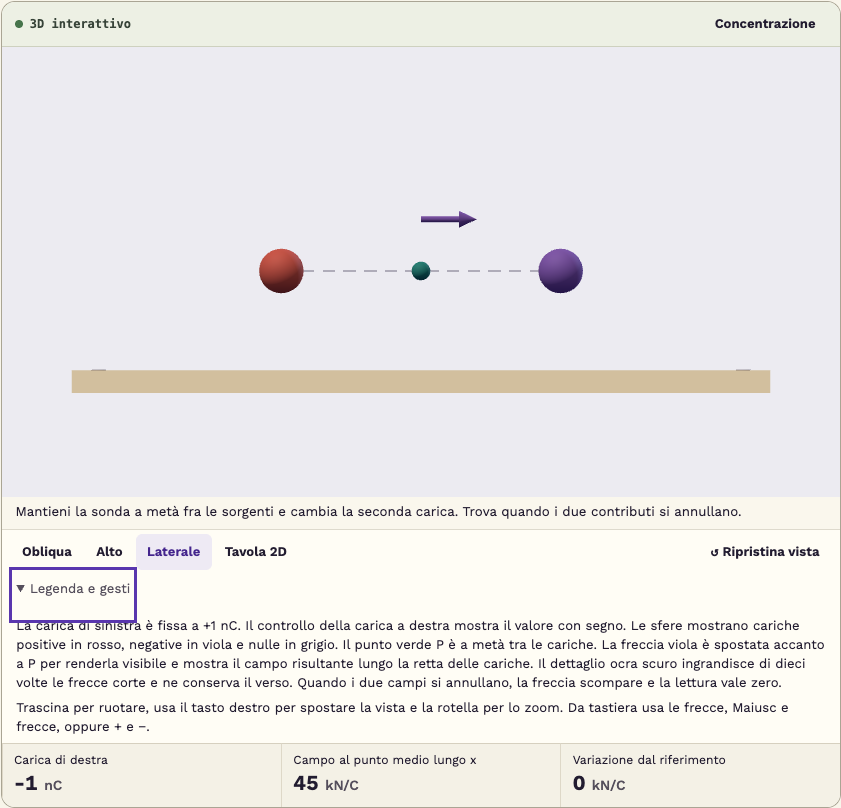 3D interattivo
Concentrazione
Mantieni la sonda a metà fra le sorgenti e cambia la seconda carica. Trova quando i due contributi si annullano.
Obliqua Alto Laterale Tavola 2D ↺ Ripristina vista
▼ Legenda e gesti
La carica di sinistra è fissa a +1 nC. Il controllo della carica a destra mostra il valore con segno. Le sfere mostrano cariche
positive in rosso, negative in viola e nulle in grigio. Il punto verde P è a metà tra le cariche. La freccia viola è spostata accanto
a P per renderla visibile e mostra il campo risultante lungo la retta delle cariche. Il dettaglio ocra scuro ingrandisce di dieci
volte le frecce corte e ne conserva il verso. Quando i due campi si annullano, la freccia scompare e la lettura vale zero.
Trascina per ruotare, usa il tasto destro per spostare la vista e la rotella per lo zoom. Da tastiera usa le frecce, Maiusc e
frecce, oppure + e −.
Carica di destra
−1 nC
Campo al punto medio lungo x
45 kN/C
Variazione dal riferimento
0 kN/C